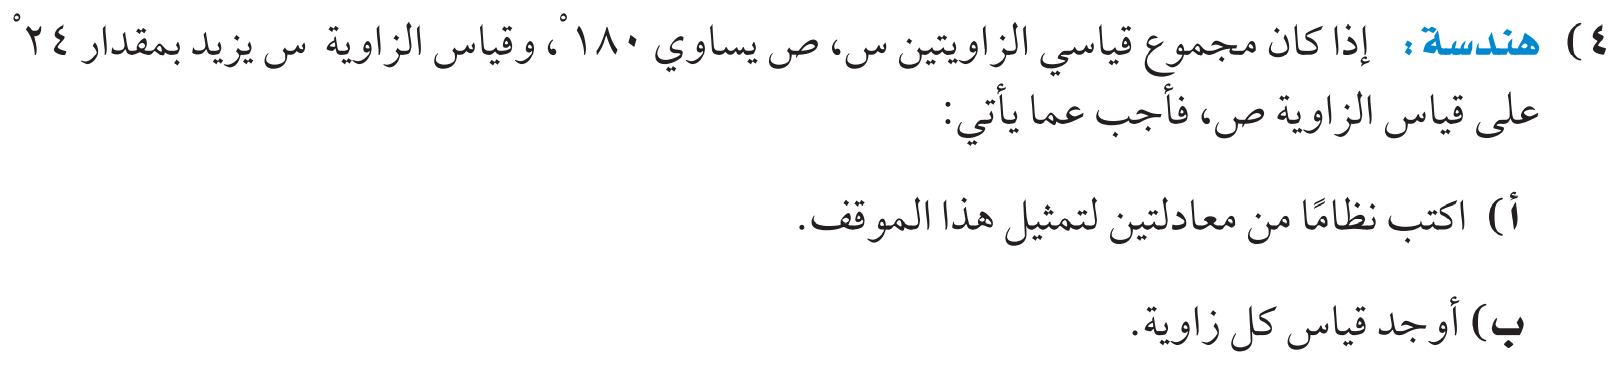 ٤) هندسة: إذا كان مجموع قياسي الزاويتين س، ص يساوي ١٨٠°، وقياس الزاوية س يزيد بمقدار ٢٤°
على قياس الزاوية ص، فأجب عما يأتي:
أ) اكتب نظامًا من معادلتين لتمثيل هذا الموقف.
ب) أوجد قياس كل زاوية.